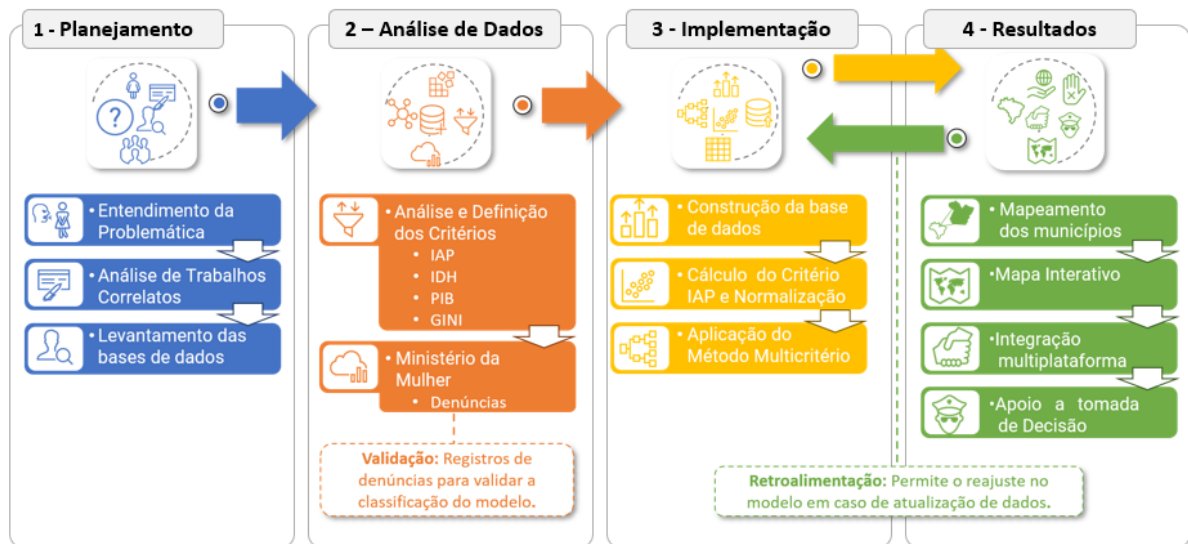 1 - Planejamento
• Entendimento da
Problemática
• Análise de Trabalhos
Correlatos
• Levantamento das
bases de dados
2 – Análise de Dados
• Análise e Definição
dos Critérios
• IAP
• IDH
• PIB
• GINI
• Ministério da
Mulher
• Denúncias
Validação: Registros de
denúncias para validar a
classificação do modelo.
3 - Implementação
• Construção da base
de dados
• Cálculo do Critério
IAP e Normalização
• Aplicação do
Método Multicritério
4 - Resultados
• Mapeamento
dos municípios
• Mapa Interativo
• Integração
multiplataforma
• Apoio a tomada
de Decisão
Retroalimentação: Permite o reajuste no
modelo em caso de atualização de dados.